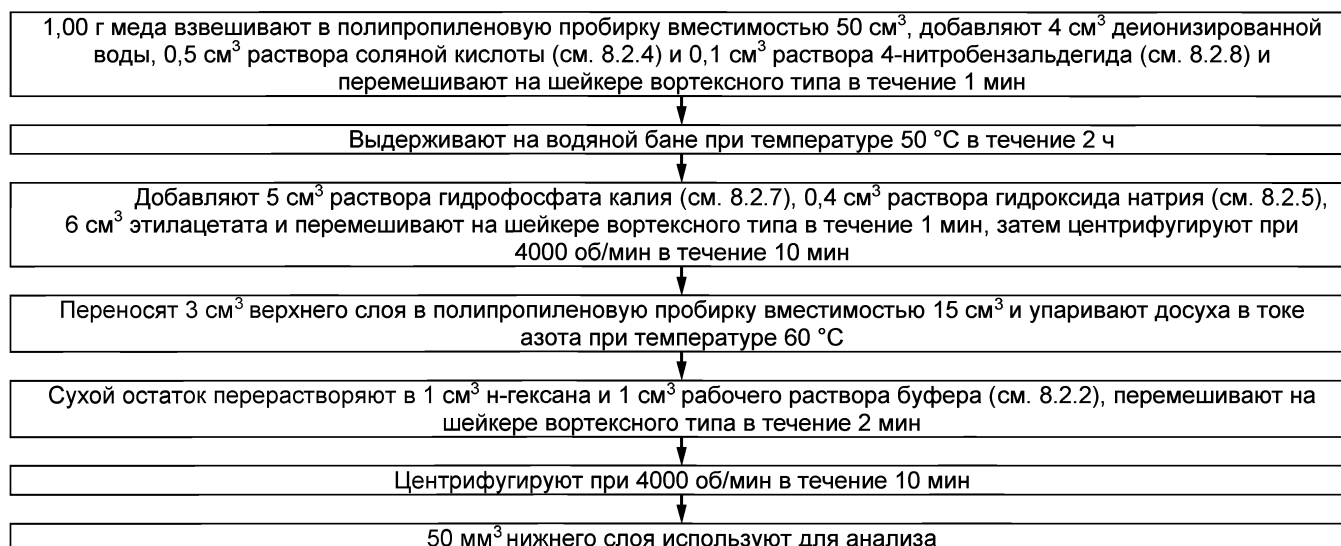 1,00 г меда взвешивают в полипропиленовую пробирку вместимостью 50 см³, добавляют 4 см³ деионизированной
воды, 0,5 см³ раствора соляной кислоты (см. 8.2.4) и 0,1 см³ раствора 4-нитробензальдегида (см. 8.2.8) и
перемешивают на шейкере вортексного типа в течение 1 мин
Выдерживают на водяной бане при температуре 50 °С в течение 2 ч
Добавляют 5 см³ раствора гидрофосфата калия (см. 8.2.7), 0,4 см³ раствора гидроксида натрия (см. 8.2.5),
6 см³ этилацетата и перемешивают на шейкере вортексного типа в течение 1 мин, затем центрифугируют при
4000 об/мин в течение 10 мин
Переносят 3 см³ верхнего слоя в полипропиленовую пробирку вместимостью 15 см³ и упаривают досуха в токе
азота при температуре 60 °С
Сухой остаток перерастворяют в 1 см³ н-гексана и 1 см³ рабочего раствора буфера (см. 8.2.2), перемешивают на
шейкере вортексного типа в течение 2 мин
Центрифугируют при 4000 об/мин в течение 10 мин
50 мм³ нижнего слоя используют для анализа